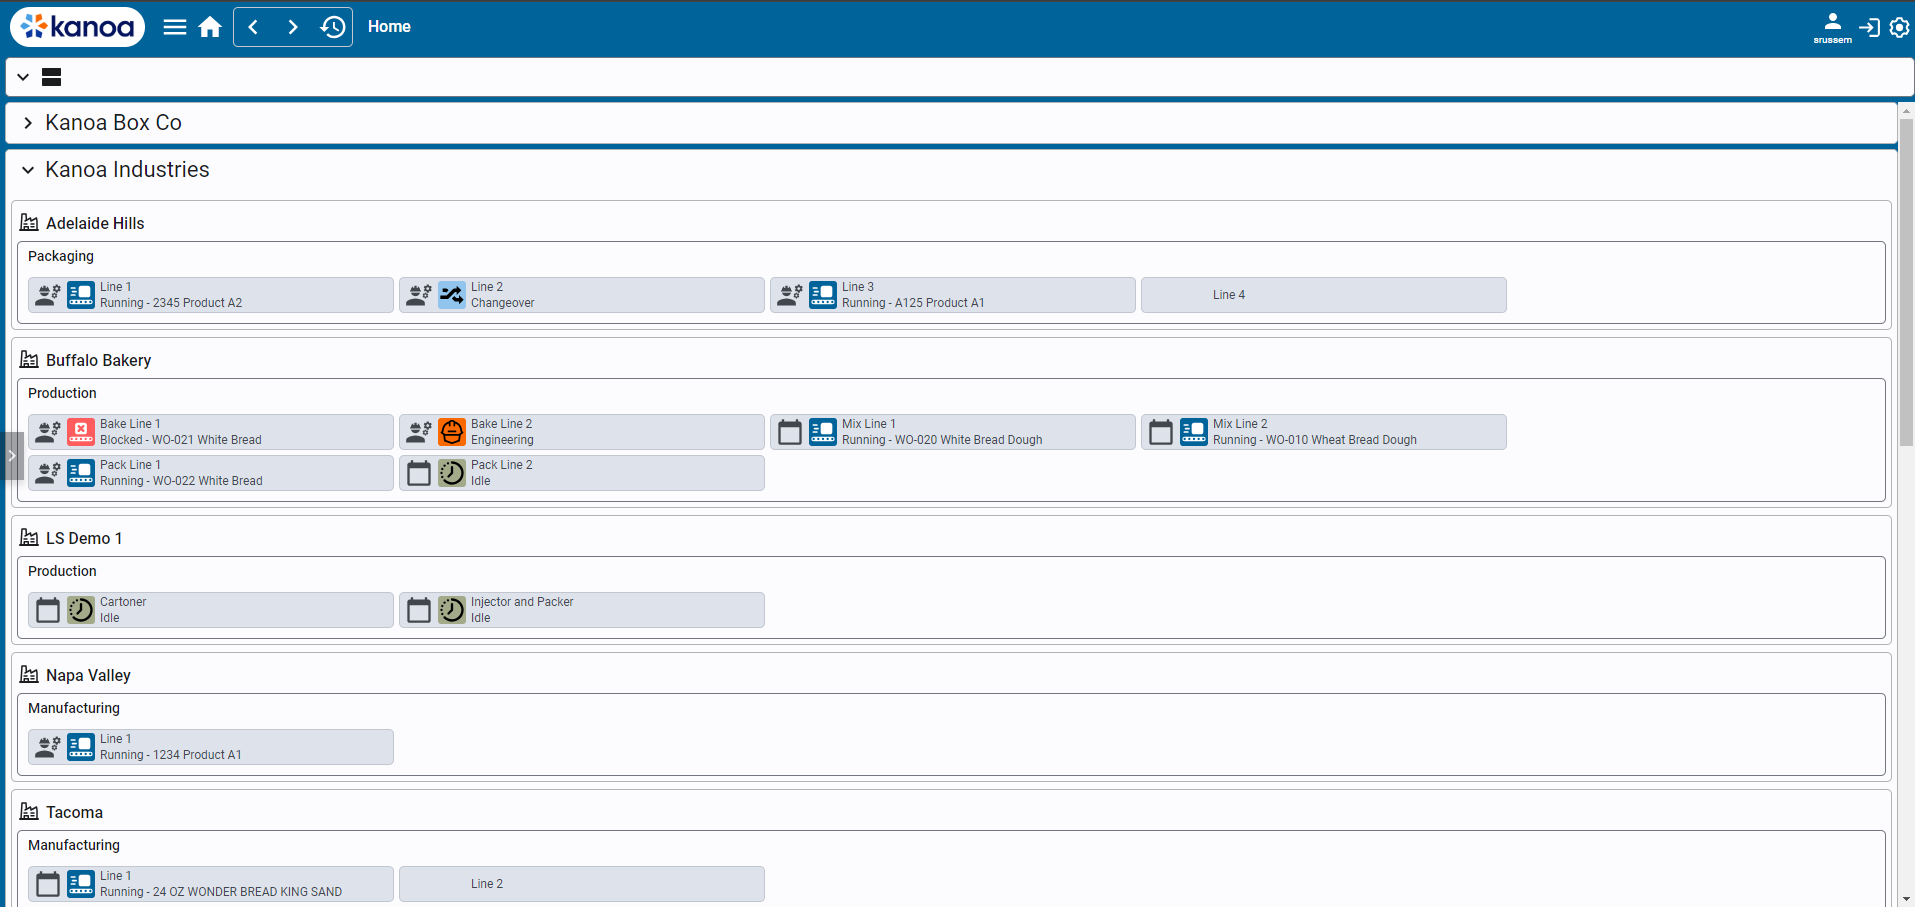 kanoa
Home
srussem
Kanoa Box Co
Kanoa Industries
Adelaide Hills
Packaging
Line 1
Running - 2345 Product A2
Line 2
Changeover
Line 3
Running - A125 Product A1
Line 4
Buffalo Bakery
Production
Bake Line 1
Blocked - WO-021 White Bread
Bake Line 2
Engineering
Mix Line 1
Running - WO-020 White Bread Dough
Mix Line 2
Running - WO-010 Wheat Bread Dough
Pack Line 1
Running - WO-022 White Bread
Pack Line 2
Idle
LS Demo 1
Production
Cartoner
Idle
Injector and Packer
Idle
Napa Valley
Manufacturing
Line 1
Running - 1234 Product A1
Tacoma
Manufacturing
Line 1
Running - 24 OZ WONDER BREAD KING SAND
Line 2